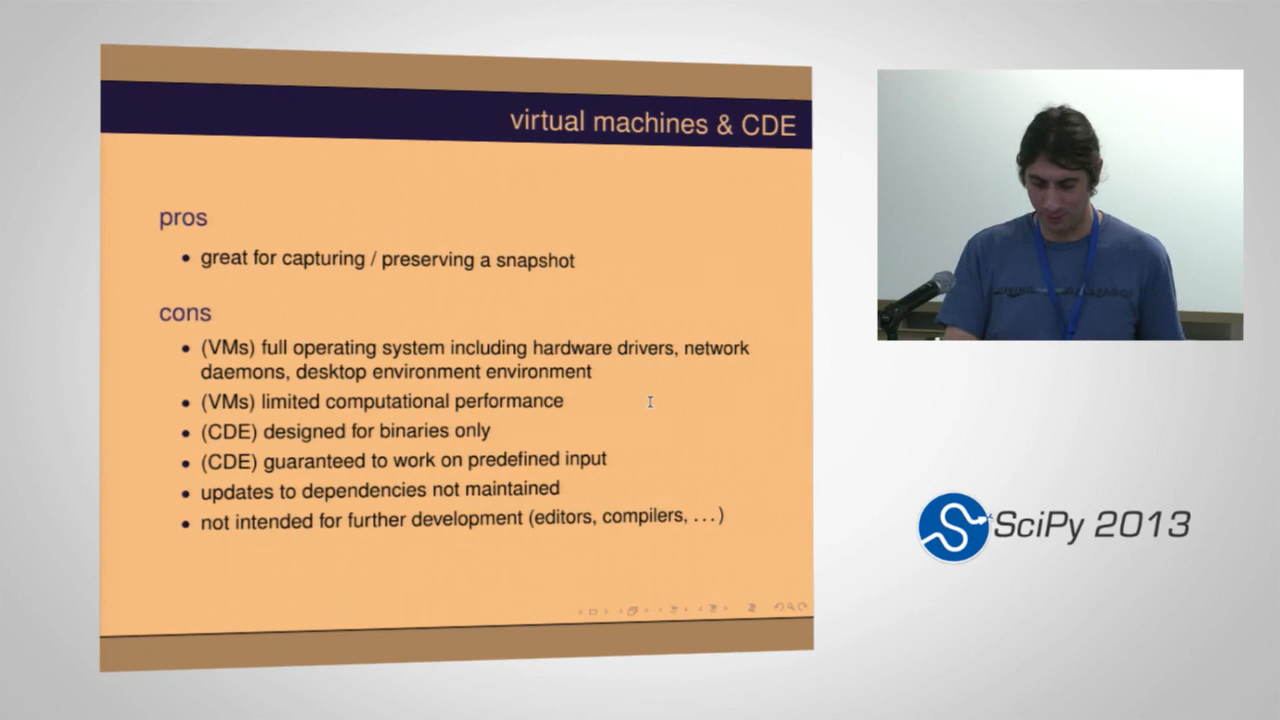 virtual machines & CDE
pros
• great for capturing / preserving a snapshot
cons
• (VMs) full operating system including hardware drivers, network
daemons, desktop environment environment
• (VMs) limited computational performance
• (CDE) designed for binaries only
• (CDE) guaranteed to work on predefined input
• updates to dependencies not maintained
• not intended for further development (editors, compilers, . . . )
SciPy 2013